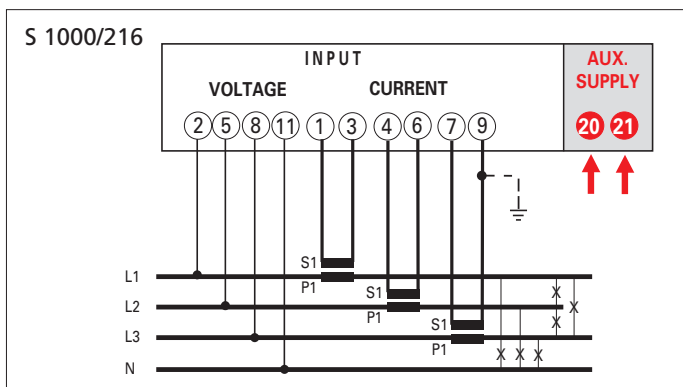 S 1000/216
INPUT
AUX.
SUPPLY
VOLTAGE CURRENT
2 5 8 11 1 3 4 6 7 9 20 21
S1
L1
P1
S1
L2
P1
S1
L3
P1
N
X
X
X
X X X